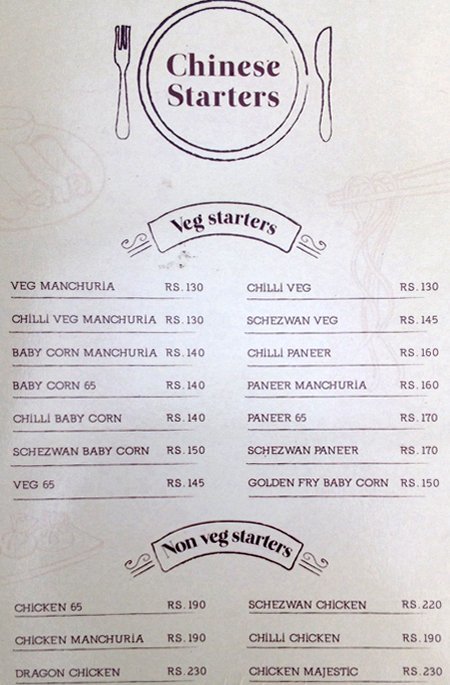 Chinese
Starters
Veg starters
VEG MANCHURIA RS. 130
CHILLI VEG MANCHURIA RS. 130
BABY CORN MANCHURIA RS. 140
BABY CORN 65 RS. 140
CHILLI BABY CORN RS. 140
SCHEZWAN BABY CORN RS. 150
VEG 65 RS. 145
CHILLI VEG RS. 130
SCHEZWAN VEG RS. 145
CHILLI PANEER RS. 160
PANEER MANCHURIA RS. 160
PANEER 65 RS. 170
SCHEZWAN PANEER RS. 170
GOLDEN FRY BABY CORN RS. 150
Non veg starters
CHICKEN 65 RS. 190
CHICKEN MANCHURIA RS. 190
DRAGON CHICKEN RS. 230
SCHEZWAN CHICKEN RS. 220
CHILLI CHICKEN RS. 190
CHICKEN MAJESTIC RS. 230